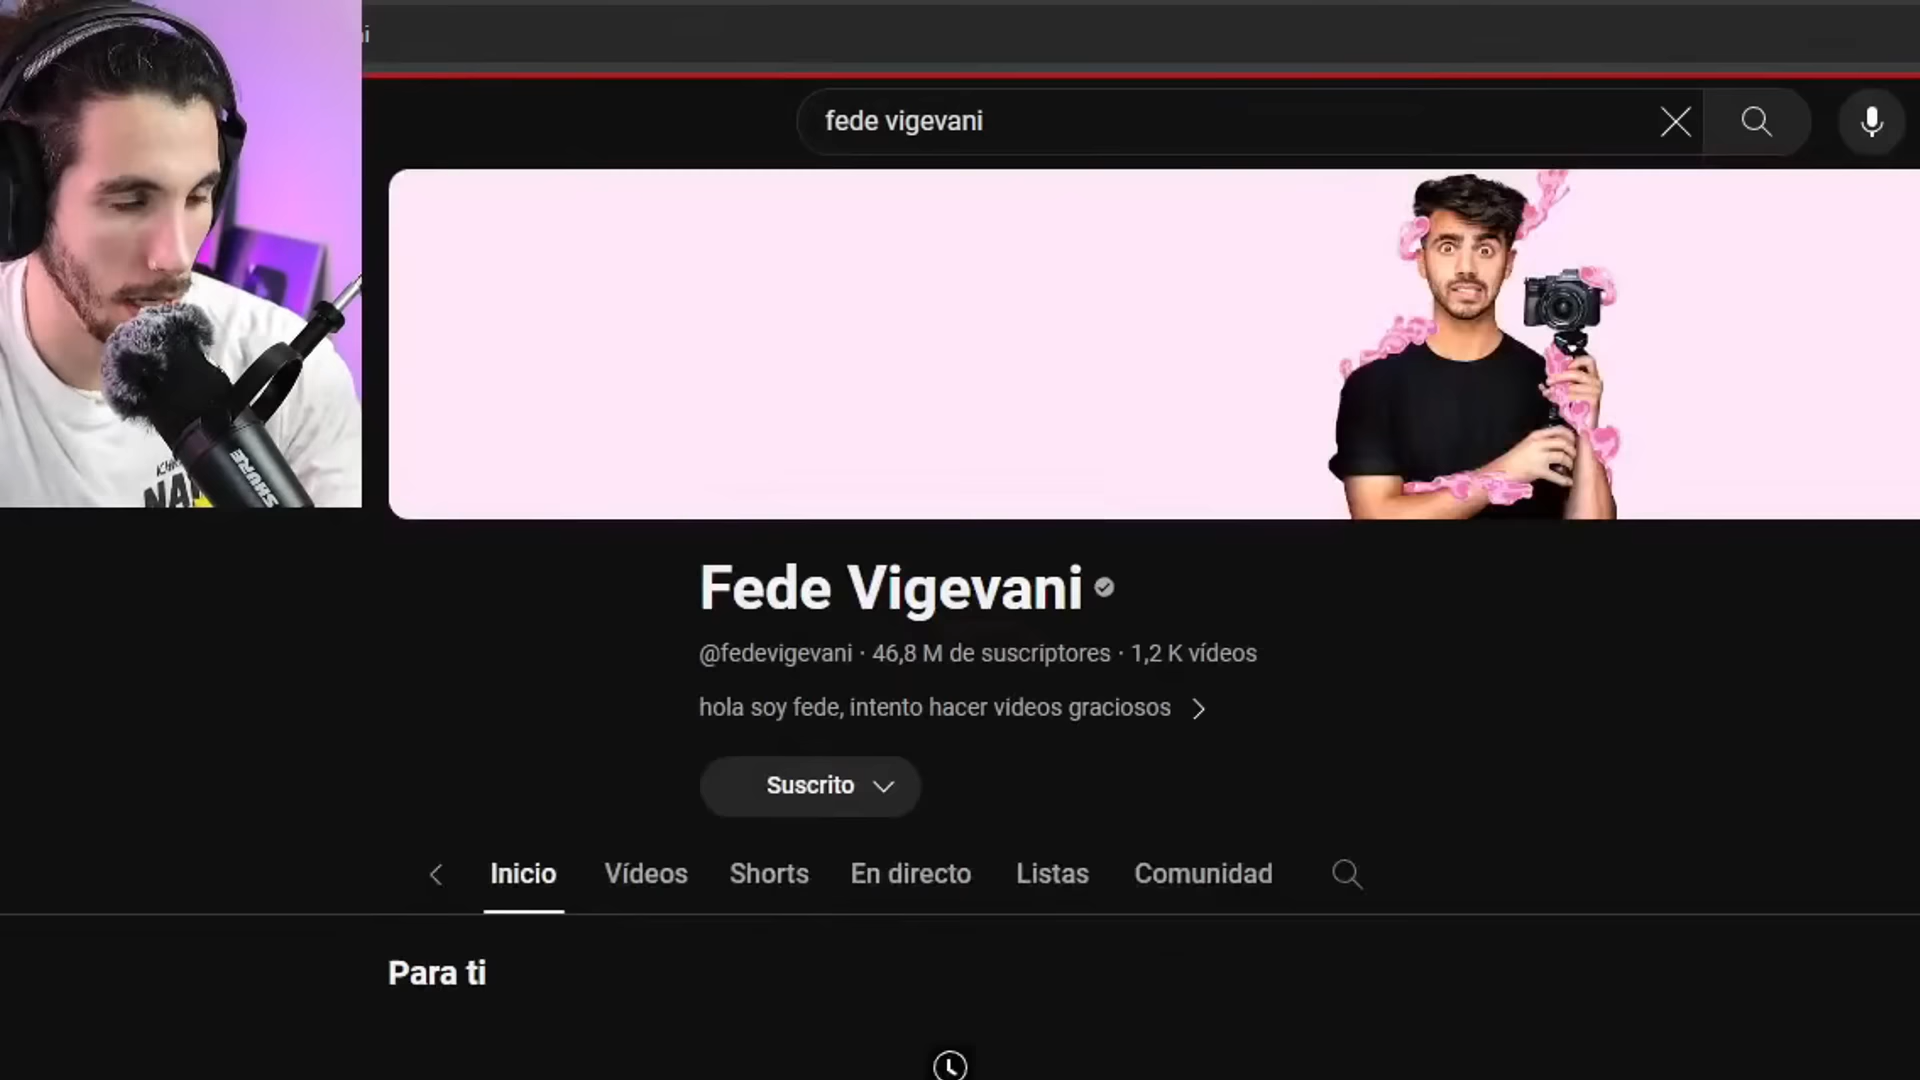 fede vigevani
Fede Vigevani
@fedevigevani · 46,8 M de suscriptores · 1,2 K vídeos
hola soy fede, intento hacer videos graciosos
Suscrito
Inicio Vídeos Shorts En directo Listas Comunidad
Para ti
SHURE